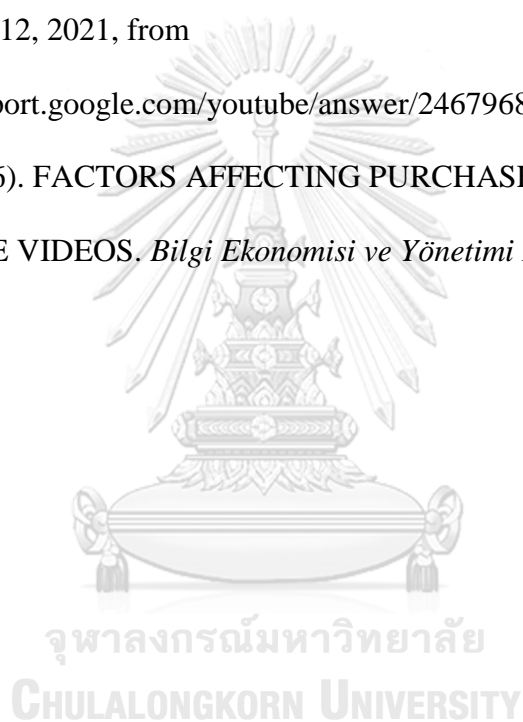 12, 2021, from
port.google.com/youtube/answer/2467968
6). FACTORS AFFECTING PURCHASE
E VIDEOS. Bilgi Ekonomisi ve Yönetimi
จุฬาลงกรณ์มหาวิทยาลัย
CHULALONGKORN UNIVERSITY